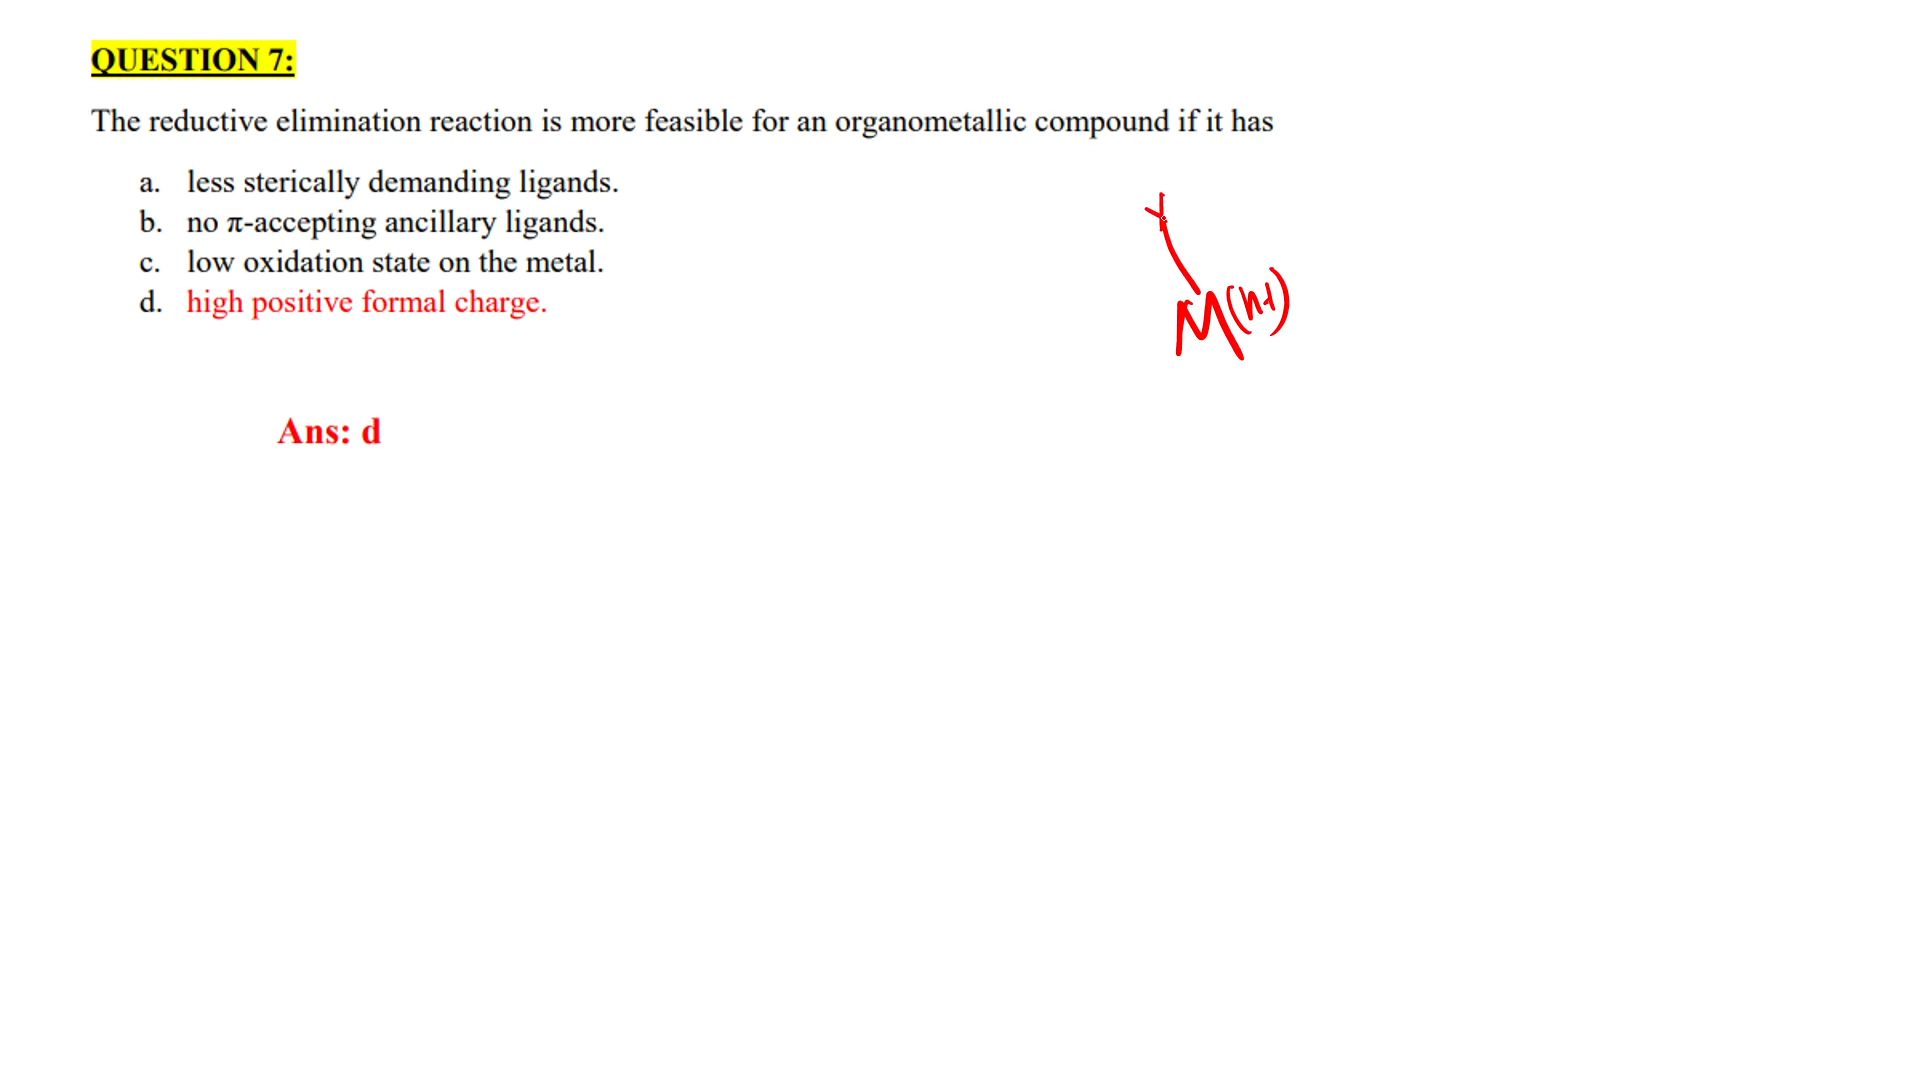 QUESTION 7:
The reductive elimination reaction is more feasible for an organometallic compound if it has
a. less sterically demanding ligands.
b. no π-accepting ancillary ligands.
c. low oxidation state on the metal.
d. high positive formal charge.
M(n+)
Ans: d